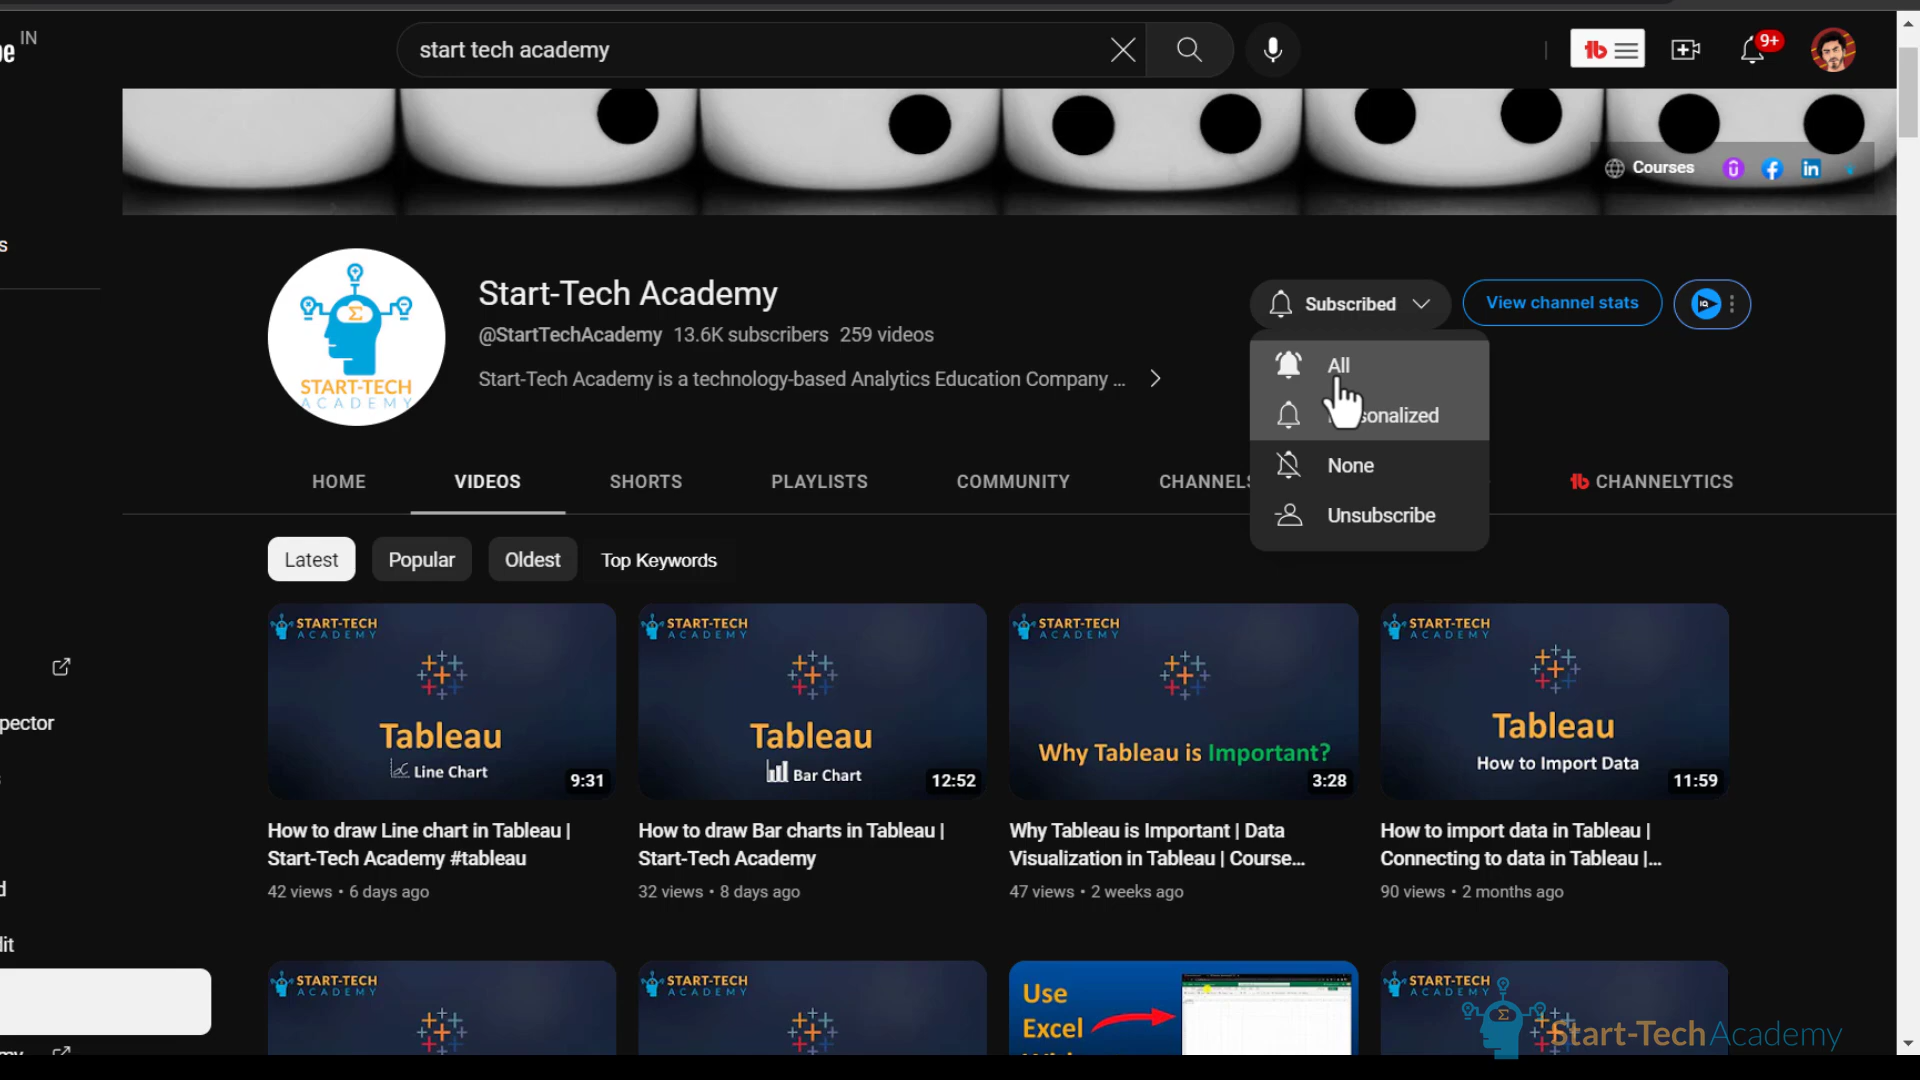 IN
start tech academy
9+
Courses
Start-Tech Academy
@StartTechAcademy 13.6K subscribers 259 videos
Start-Tech Academy is a technology-based Analytics Education Company ...
START-TECH
ACADEMY
Subscribed
View channel stats
All
None
Unsubscribe
HOME
VIDEOS
SHORTS
PLAYLISTS
COMMUNITY
CHANNELS
CHANNELYTICS
Latest
Popular
Oldest
Top Keywords
START-TECH
ACADEMY
Tableau
Line Chart
9:31
START-TECH
ACADEMY
Tableau
Bar Chart
12:52
START-TECH
ACADEMY
Why Tableau is Important?
3:28
START-TECH
ACADEMY
Tableau
How to Import Data
11:59
How to draw Line chart in Tableau |
Start-Tech Academy #tableau
42 views • 6 days ago
How to draw Bar charts in Tableau |
Start-Tech Academy
32 views • 8 days ago
Why Tableau is Important | Data
Visualization in Tableau | Course...
47 views • 2 weeks ago
How to import data in Tableau |
Connecting to data in Tableau |...
90 views • 2 months ago
START-TECH
ACADEMY
START-TECH
ACADEMY
Use
Excel
START-TECH
ACADEMY
Start-Tech Academy